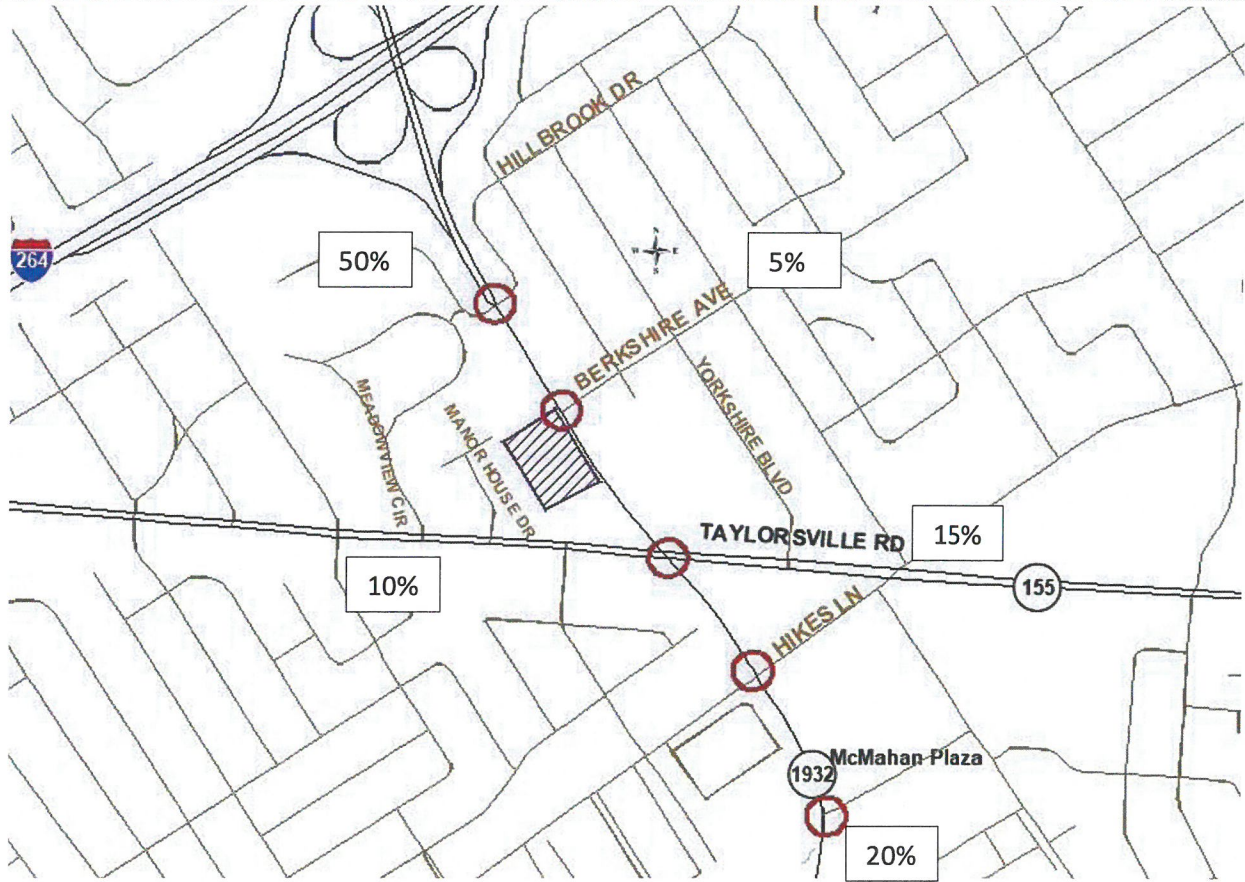 HILLBROOK DR
N
W E
S
264
50%
5%
BERKSHIRE AVE
MEADOWVIEW CIR
MANOR HOUSE DR
YORKSHIRE BLVD
TAYLORSVILLE RD
15%
155
10%
HIKES LN
McMahan Plaza
1932
20%